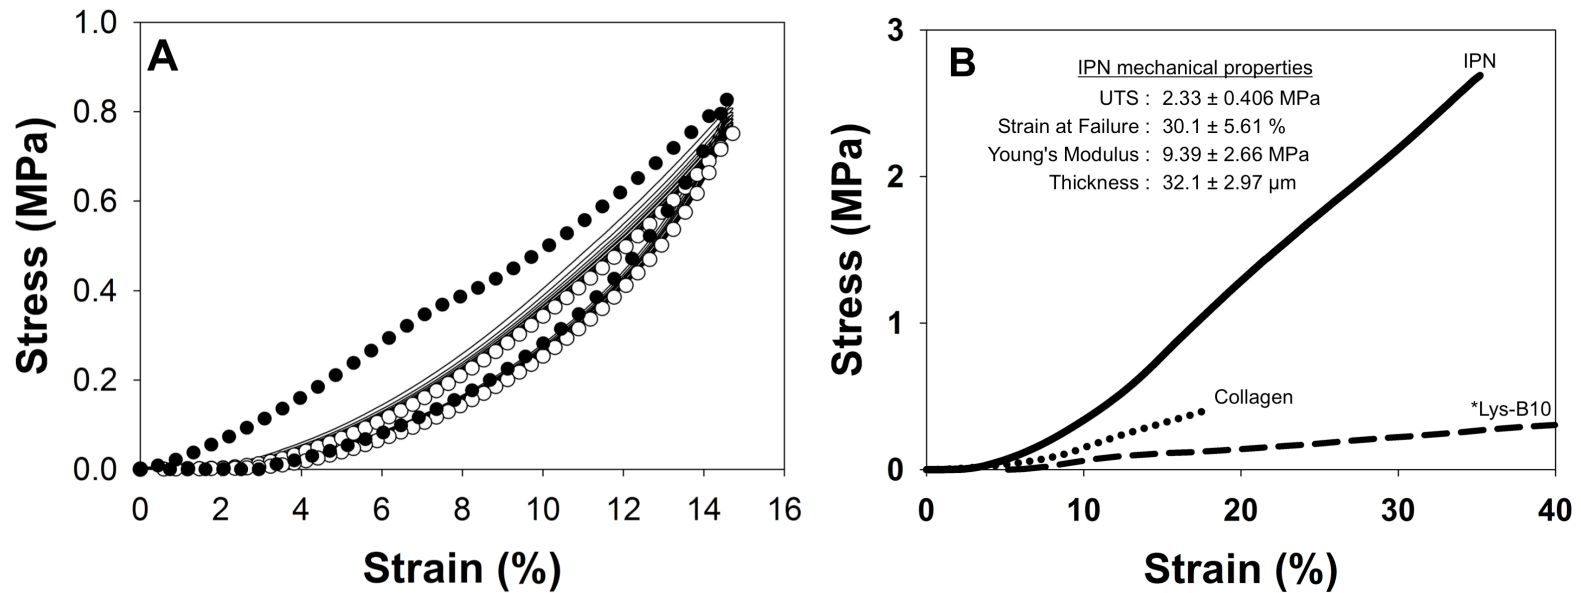 A
1.0
0.8
0.6
0.4
0.2
0.0
Stress (MPa)
0 2 4 6 8 10 12 14 16
Strain (%)
B
3
2
1
0
Stress (MPa)
IPN mechanical properties
UTS : 2.33 ± 0.406 MPa
Strain at Failure : 30.1 ± 5.61 %
Young's Modulus : 9.39 ± 2.66 MPa
Thickness : 32.1 ± 2.97 µm
IPN
Collagen
*Lys-B10
0 10 20 30 40
Strain (%)